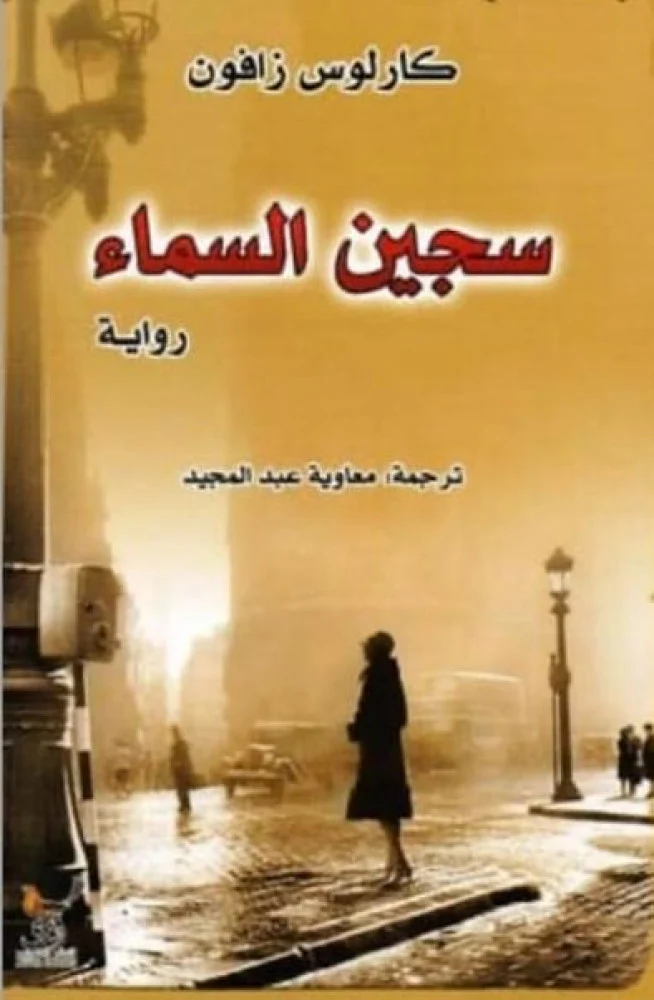 كارلوس زافون
سجين السماء
رواية
ترجمة: معاوية عبد المجيد